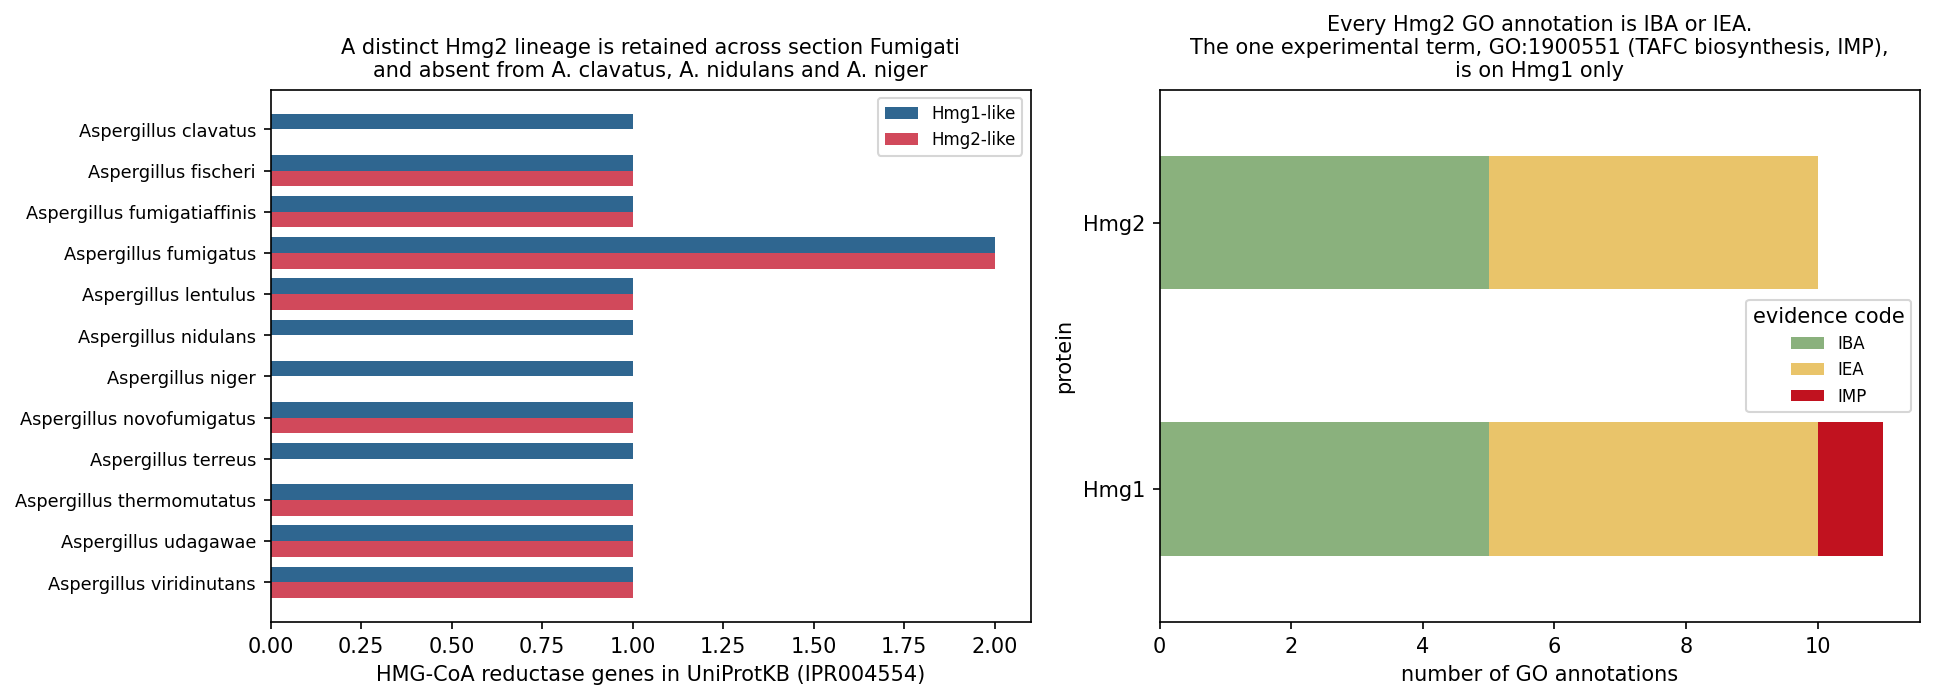 A distinct Hmg2 lineage is retained across section Fumigati
and absent from A. clavatus, A. nidulans and A. niger
Hmg1-like
Hmg2-like
Aspergillus clavatus
Aspergillus fischeri
Aspergillus fumigatiaffinis
Aspergillus fumigatus
Aspergillus lentulus
Aspergillus nidulans
Aspergillus niger
Aspergillus novofumigatus
Aspergillus terreus
Aspergillus thermomutatus
Aspergillus udagawae
Aspergillus viridinutans
0.00 0.25 0.50 0.75 1.00 1.25 1.50 1.75 2.00
HMG-CoA reductase genes in UniProtKB (IPR004554)
Every Hmg2 GO annotation is IBA or IEA.
The one experimental term, GO:1900551 (TAFC biosynthesis, IMP),
is on Hmg1 only
protein
Hmg2
Hmg1
evidence code
IBA
IEA
IMP
0 2 4 6 8 10
number of GO annotations